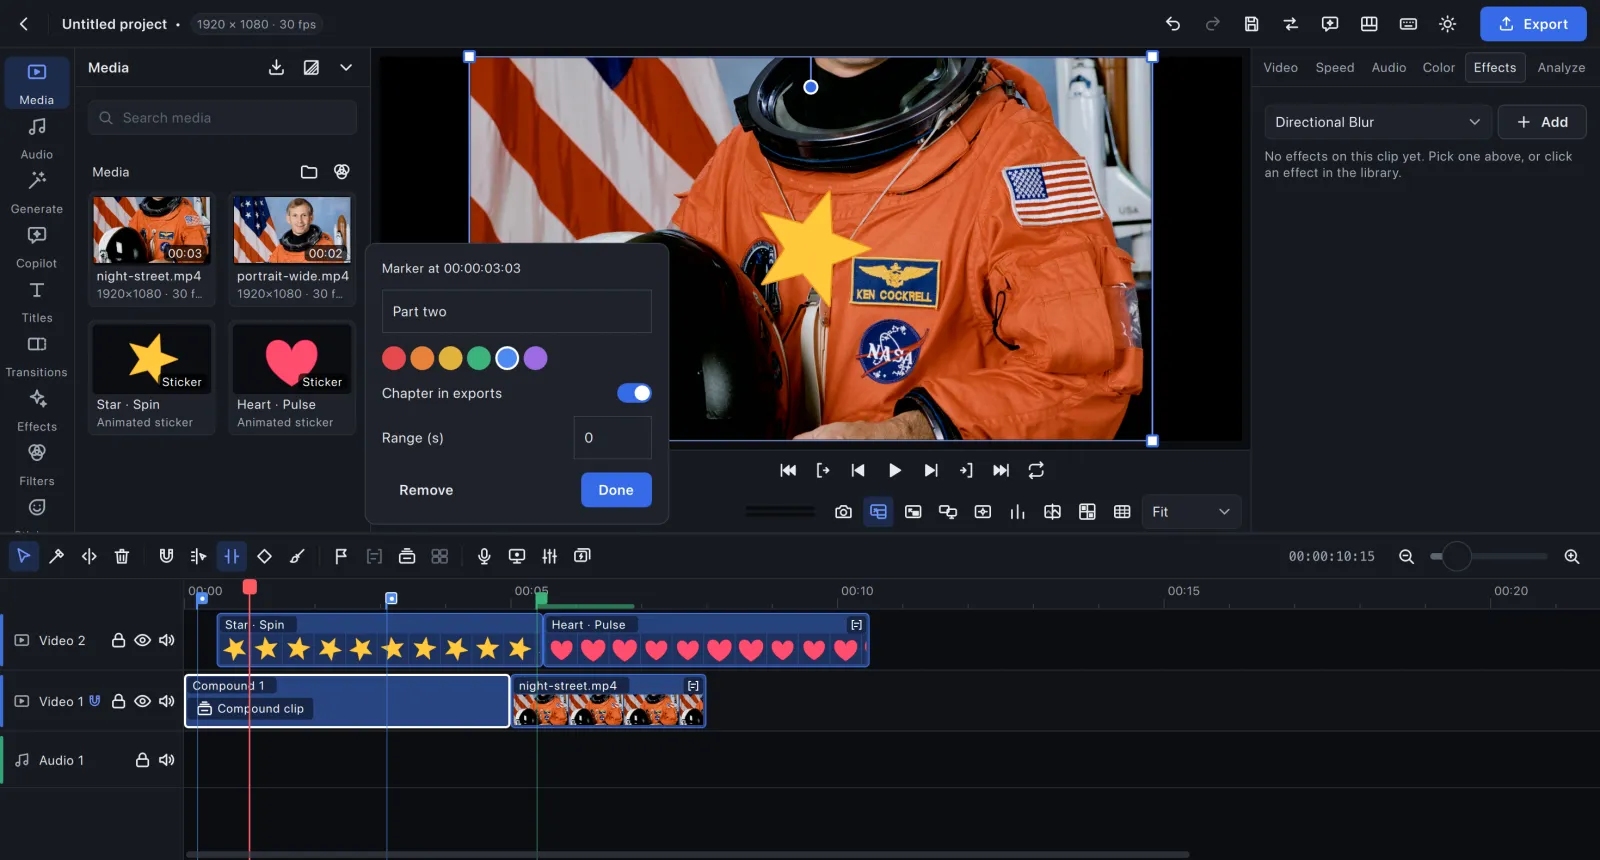 Untitled project •
1920 × 1080 · 30 fps
Export
Media
Audio
Generate
Copilot
Titles
Transitions
Effects
Filters
Media
Search media
Media
00:03
night-street.mp4
1920×1080 · 30 f...
00:02
portrait-wide.mp4
1920×1080 · 30 f...
Sticker
Star · Spin
Animated sticker
Sticker
Heart · Pulse
Animated sticker
Marker at 00:00:03:03
Part two
Chapter in exports
Range (s)
0
Remove
Done
USA
KEN COCKRELL
NASA
Fit
Video
Speed
Audio
Color
Effects
Analyze
Directional Blur
Add
No effects on this clip yet. Pick one above, or click
an effect in the library.
00:00:10:15
00:00
00:05
00:10
00:15
00:20
Video 2
Star · Spin
Heart · Pulse
Video 1
Compound 1
Compound clip
night-street.mp4
Audio 1